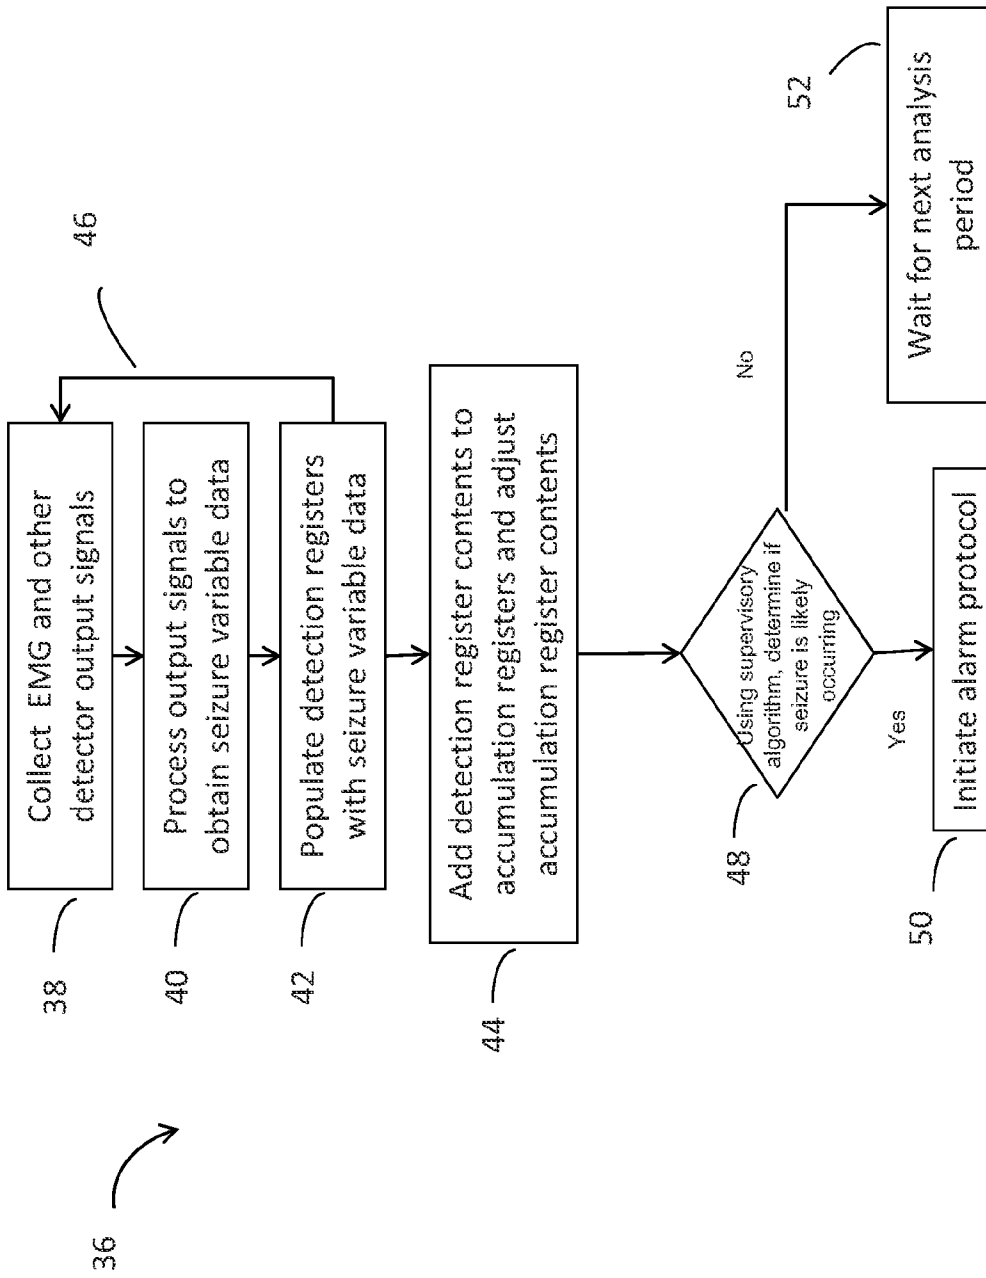 36
38
Collect EMG and other
detector output signals
46
40
Process output signals to
obtain seizure variable data
42
Populate detection registers
with seizure variable data
44
Add detection register contents to
accumulation registers and adjust
accumulation register contents
48
Using supervisory
algorithm, determine if
seizure is likely
occurring
No
Yes
50
Initiate alarm protocol
52
Wait for next analysis
period